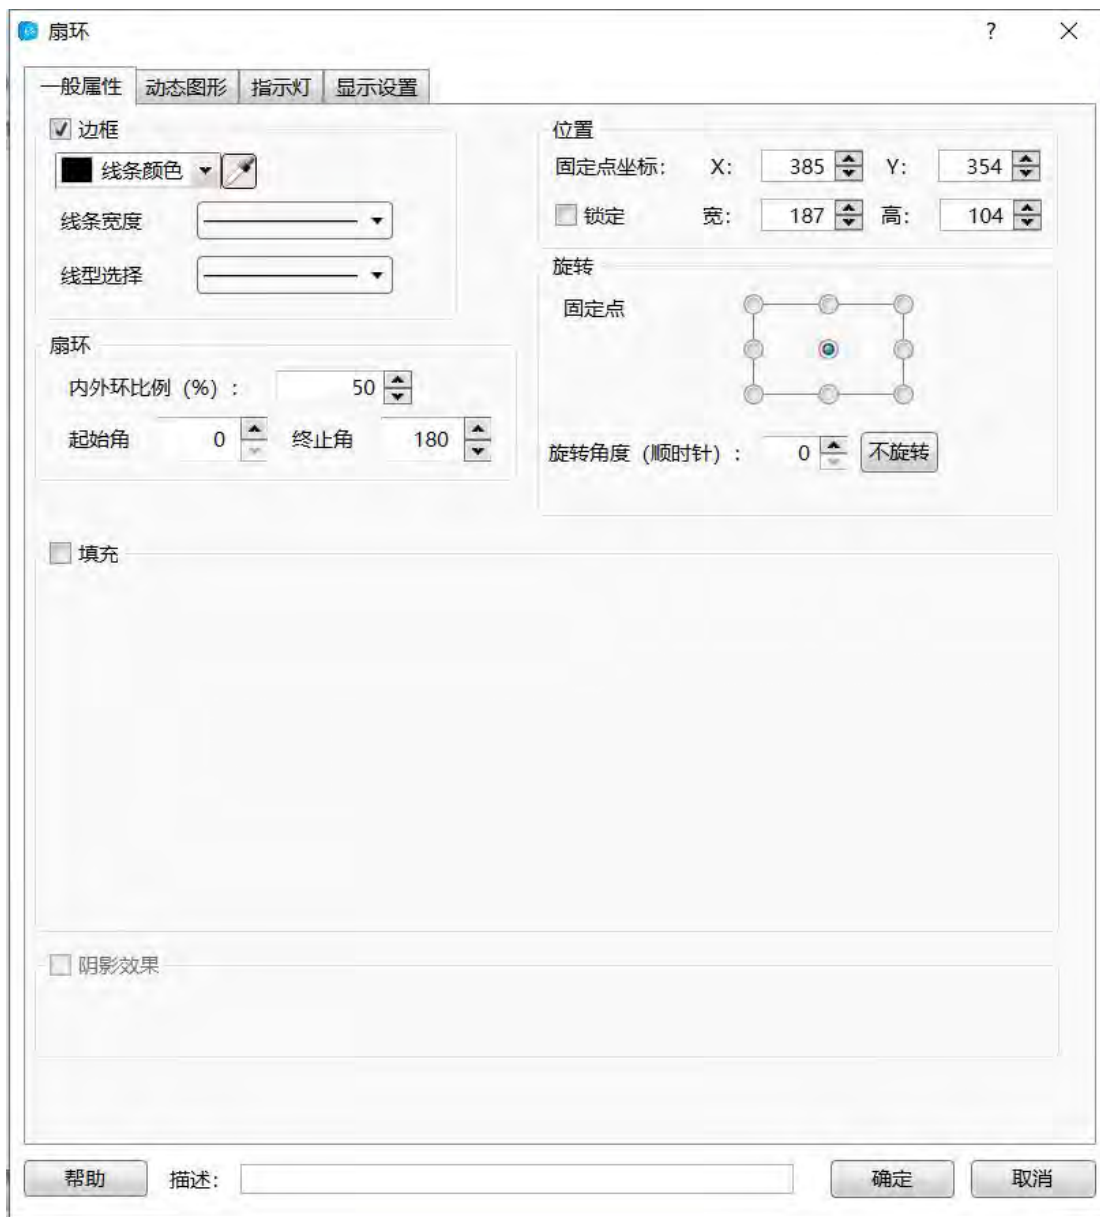 扇环 ?
一般属性 动态图形 指示灯 显示设置
边框
线条颜色
线条宽度
线型选择
扇环
内外环比例 (%) : 50
起始角 0 终止角 180
位置
固定点坐标: X: 385 Y: 354
锁定 宽: 187 高: 104
旋转
固定点
旋转角度 (顺时针) : 0 不旋转
填充
阴影效果
帮助 描述: 确定 取消